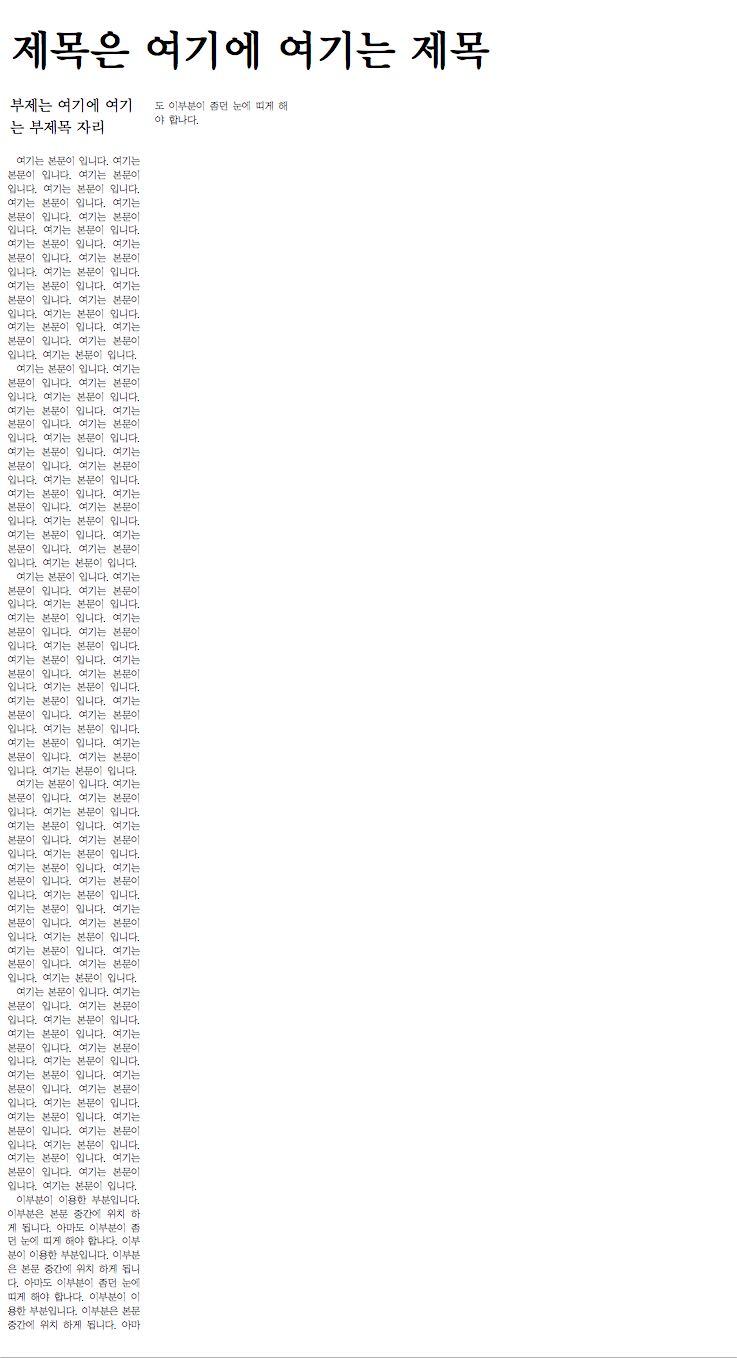 제목은 여기에 여기는 제목
부제는 여기에 여기
는 부제목 자리
여기는 본문이 입니다. 여기는
본문이 입니다. 여기는 본문이
입니다. 여기는 본문이 입니다.
여기는 본문이 입니다. 여기는
본문이 입니다. 여기는 본문이
입니다. 여기는 본문이 입니다.
여기는 본문이 입니다. 여기는
본문이 입니다. 여기는 본문이
입니다. 여기는 본문이 입니다.
여기는 본문이 입니다. 여기는
본문이 입니다. 여기는 본문이
입니다. 여기는 본문이 입니다.
여기는 본문이 입니다. 여기는
본문이 입니다. 여기는 본문이
입니다. 여기는 본문이 입니다.
여기는 본문이 입니다. 여기는
본문이 입니다. 여기는 본문이
입니다. 여기는 본문이 입니다.
여기는 본문이 입니다. 여기는
본문이 입니다. 여기는 본문이
입니다. 여기는 본문이 입니다.
여기는 본문이 입니다. 여기는
본문이 입니다. 여기는 본문이
입니다. 여기는 본문이 입니다.
여기는 본문이 입니다. 여기는
본문이 입니다. 여기는 본문이
입니다. 여기는 본문이 입니다.
여기는 본문이 입니다. 여기는
본문이 입니다. 여기는 본문이
입니다. 여기는 본문이 입니다.
여기는 본문이 입니다. 여기는
본문이 입니다. 여기는 본문이
입니다. 여기는 본문이 입니다.
여기는 본문이 입니다. 여기는
본문이 입니다. 여기는 본문이
입니다. 여기는 본문이 입니다.
여기는 본문이 입니다. 여기는
본문이 입니다. 여기는 본문이
입니다. 여기는 본문이 입니다.
여기는 본문이 입니다. 여기는
본문이 입니다. 여기는 본문이
입니다. 여기는 본문이 입니다.
여기는 본문이 입니다. 여기는
본문이 입니다. 여기는 본문이
입니다. 여기는 본문이 입니다.
여기는 본문이 입니다. 여기는
본문이 입니다. 여기는 본문이
입니다. 여기는 본문이 입니다.
여기는 본문이 입니다. 여기는
본문이 입니다. 여기는 본문이
입니다. 여기는 본문이 입니다.
여기는 본문이 입니다. 여기는
본문이 입니다. 여기는 본문이
입니다. 여기는 본문이 입니다.
여기는 본문이 입니다. 여기는
본문이 입니다. 여기는 본문이
입니다. 여기는 본문이 입니다.
여기는 본문이 입니다. 여기는
본문이 입니다. 여기는 본문이
입니다. 여기는 본문이 입니다.
여기는 본문이 입니다. 여기는
본문이 입니다. 여기는 본문이
입니다. 여기는 본문이 입니다.
여기는 본문이 입니다. 여기는
본문이 입니다. 여기는 본문이
입니다. 여기는 본문이 입니다.
여기는 본문이 입니다. 여기는
본문이 입니다. 여기는 본문이
입니다. 여기는 본문이 입니다.
여기는 본문이 입니다. 여기는
본문이 입니다. 여기는 본문이
입니다. 여기는 본문이 입니다.
여기는 본문이 입니다. 여기는
본문이 입니다. 여기는 본문이
입니다. 여기는 본문이 입니다.
이부분이 이용한 부분입니다.
이부분은 본문 중간에 위치 하
게 됩니다. 아마도 이부분이 좀
던 눈에 띠게 해야 합나다. 이부
분이 이용한 부분입니다. 이부분
은 본문 중간에 위치 하게 됩니
다. 아마도 이부분이 좀던 눈에
띠게 해야 합나다. 이부분이 이
용한 부분입니다. 이부분은 본문
중간에 위치 하게 됩니다. 아마
도 이부분이 좀던 눈에 띠게 해
야 합나다.